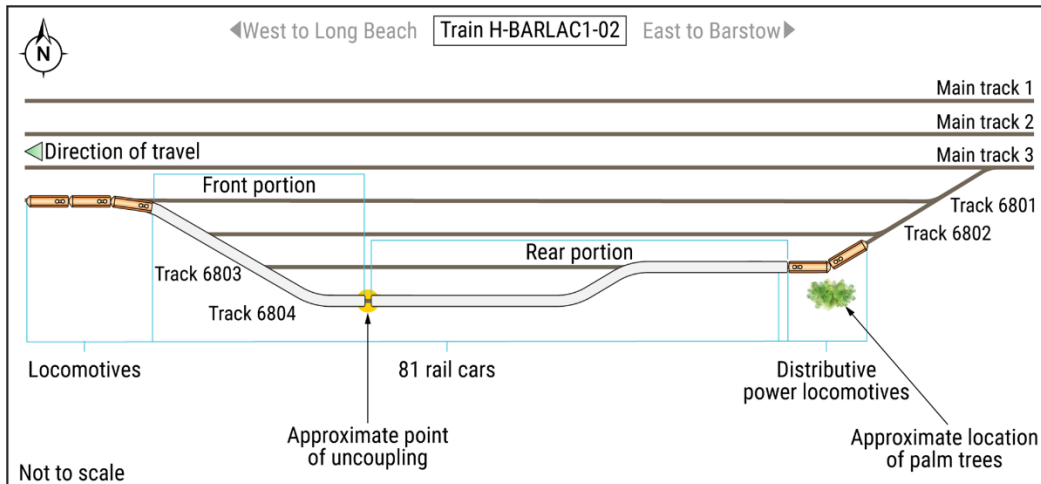 N
West to Long Beach
Train H-BARLAC1-02
East to Barstow
Main track 1
Main track 2
Direction of travel
Main track 3
Front portion
Track 6801
Track 6802
Rear portion
Track 6803
Track 6804
Locomotives
81 rail cars
Distributive
power locomotives
Approximate point
of uncoupling
Approximate location
of palm trees
Not to scale